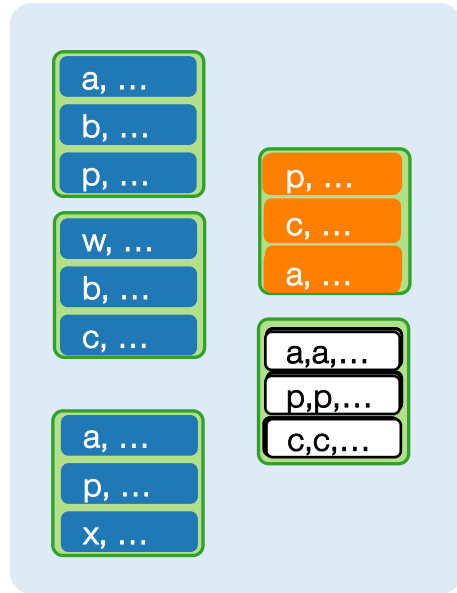 a, ...
b, ...
p, ...
w, ...
b, ...
c, ...
a, ...
p, ...
x, ...
p, ...
c, ...
a, ...
a,a,...
p,p,...
c,c,...